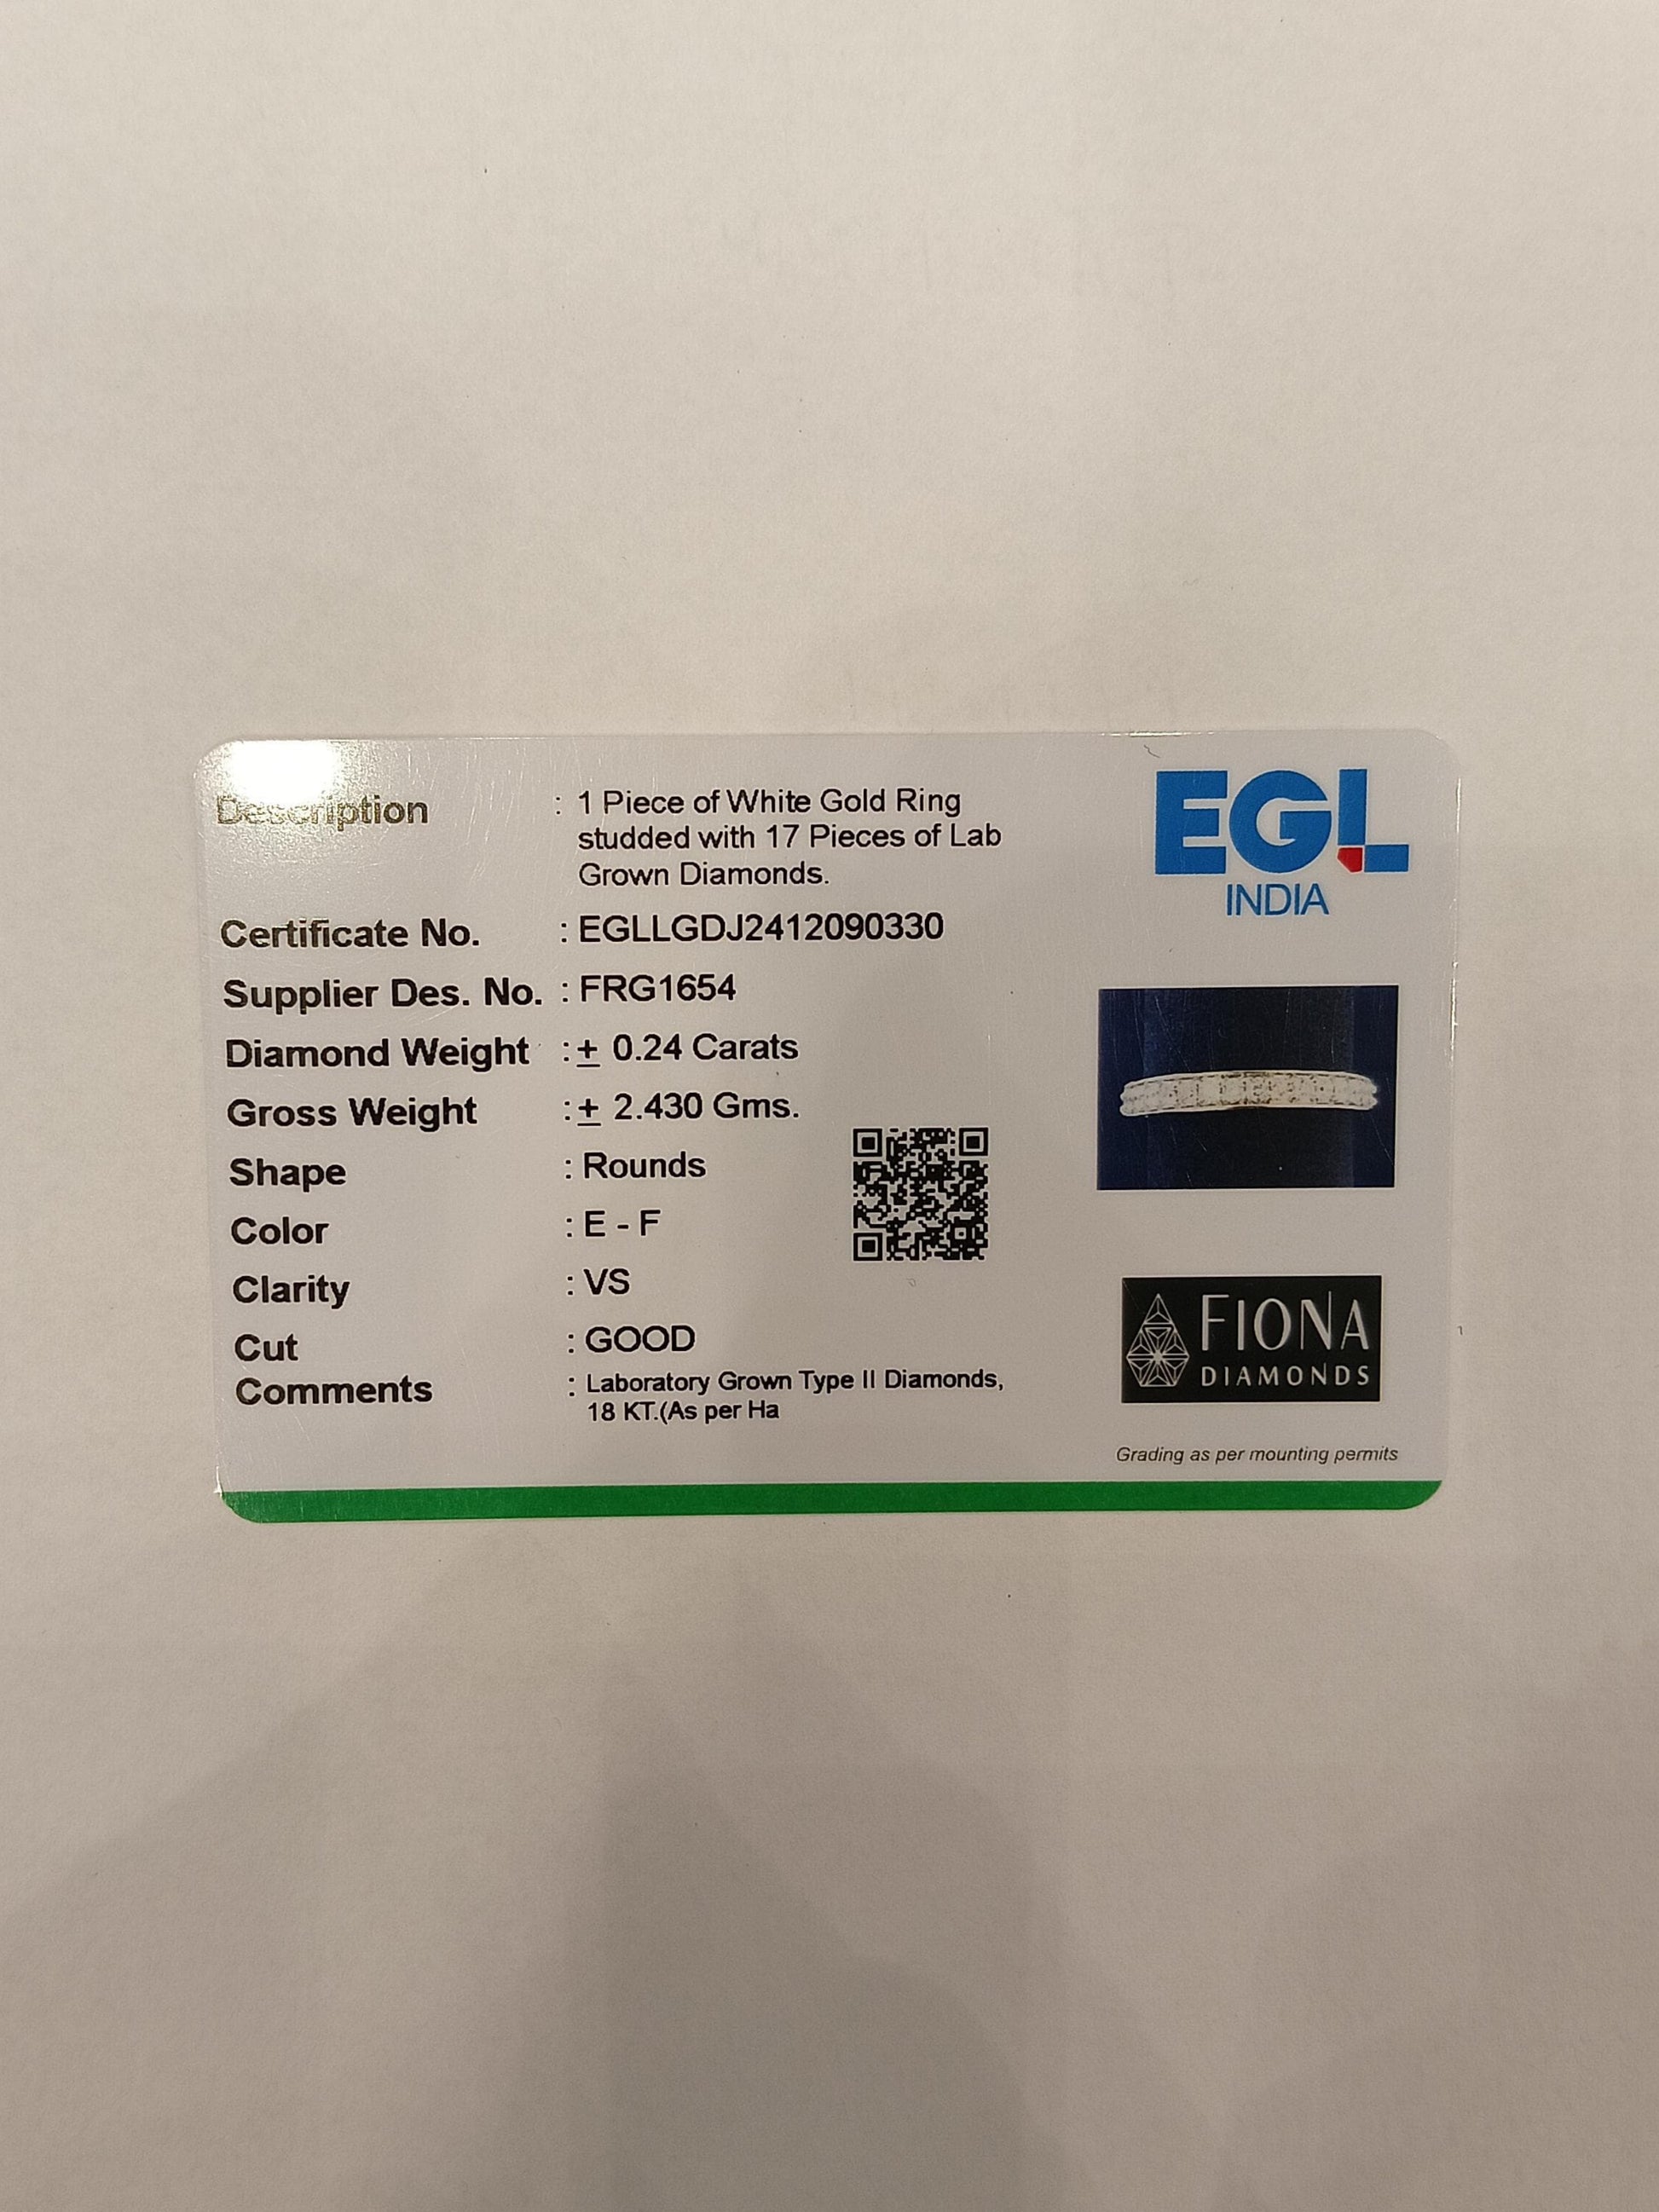 Description : 1 Piece of White Gold Ring
studded with 17 Pieces of Lab
Grown Diamonds.
Certificate No. : EGLLGDJ2412090330
Supplier Des. No. : FRG1654
Diamond Weight :± 0.24 Carats
Gross Weight :± 2.430 Gms.
Shape : Rounds
Color : E - F
Clarity : VS
Cut : GOOD
Comments : Laboratory Grown Type II Diamonds,
18 KT.(As per Ha
EGL
INDIA
FIONA
DIAMONDS
Grading as per mounting permits